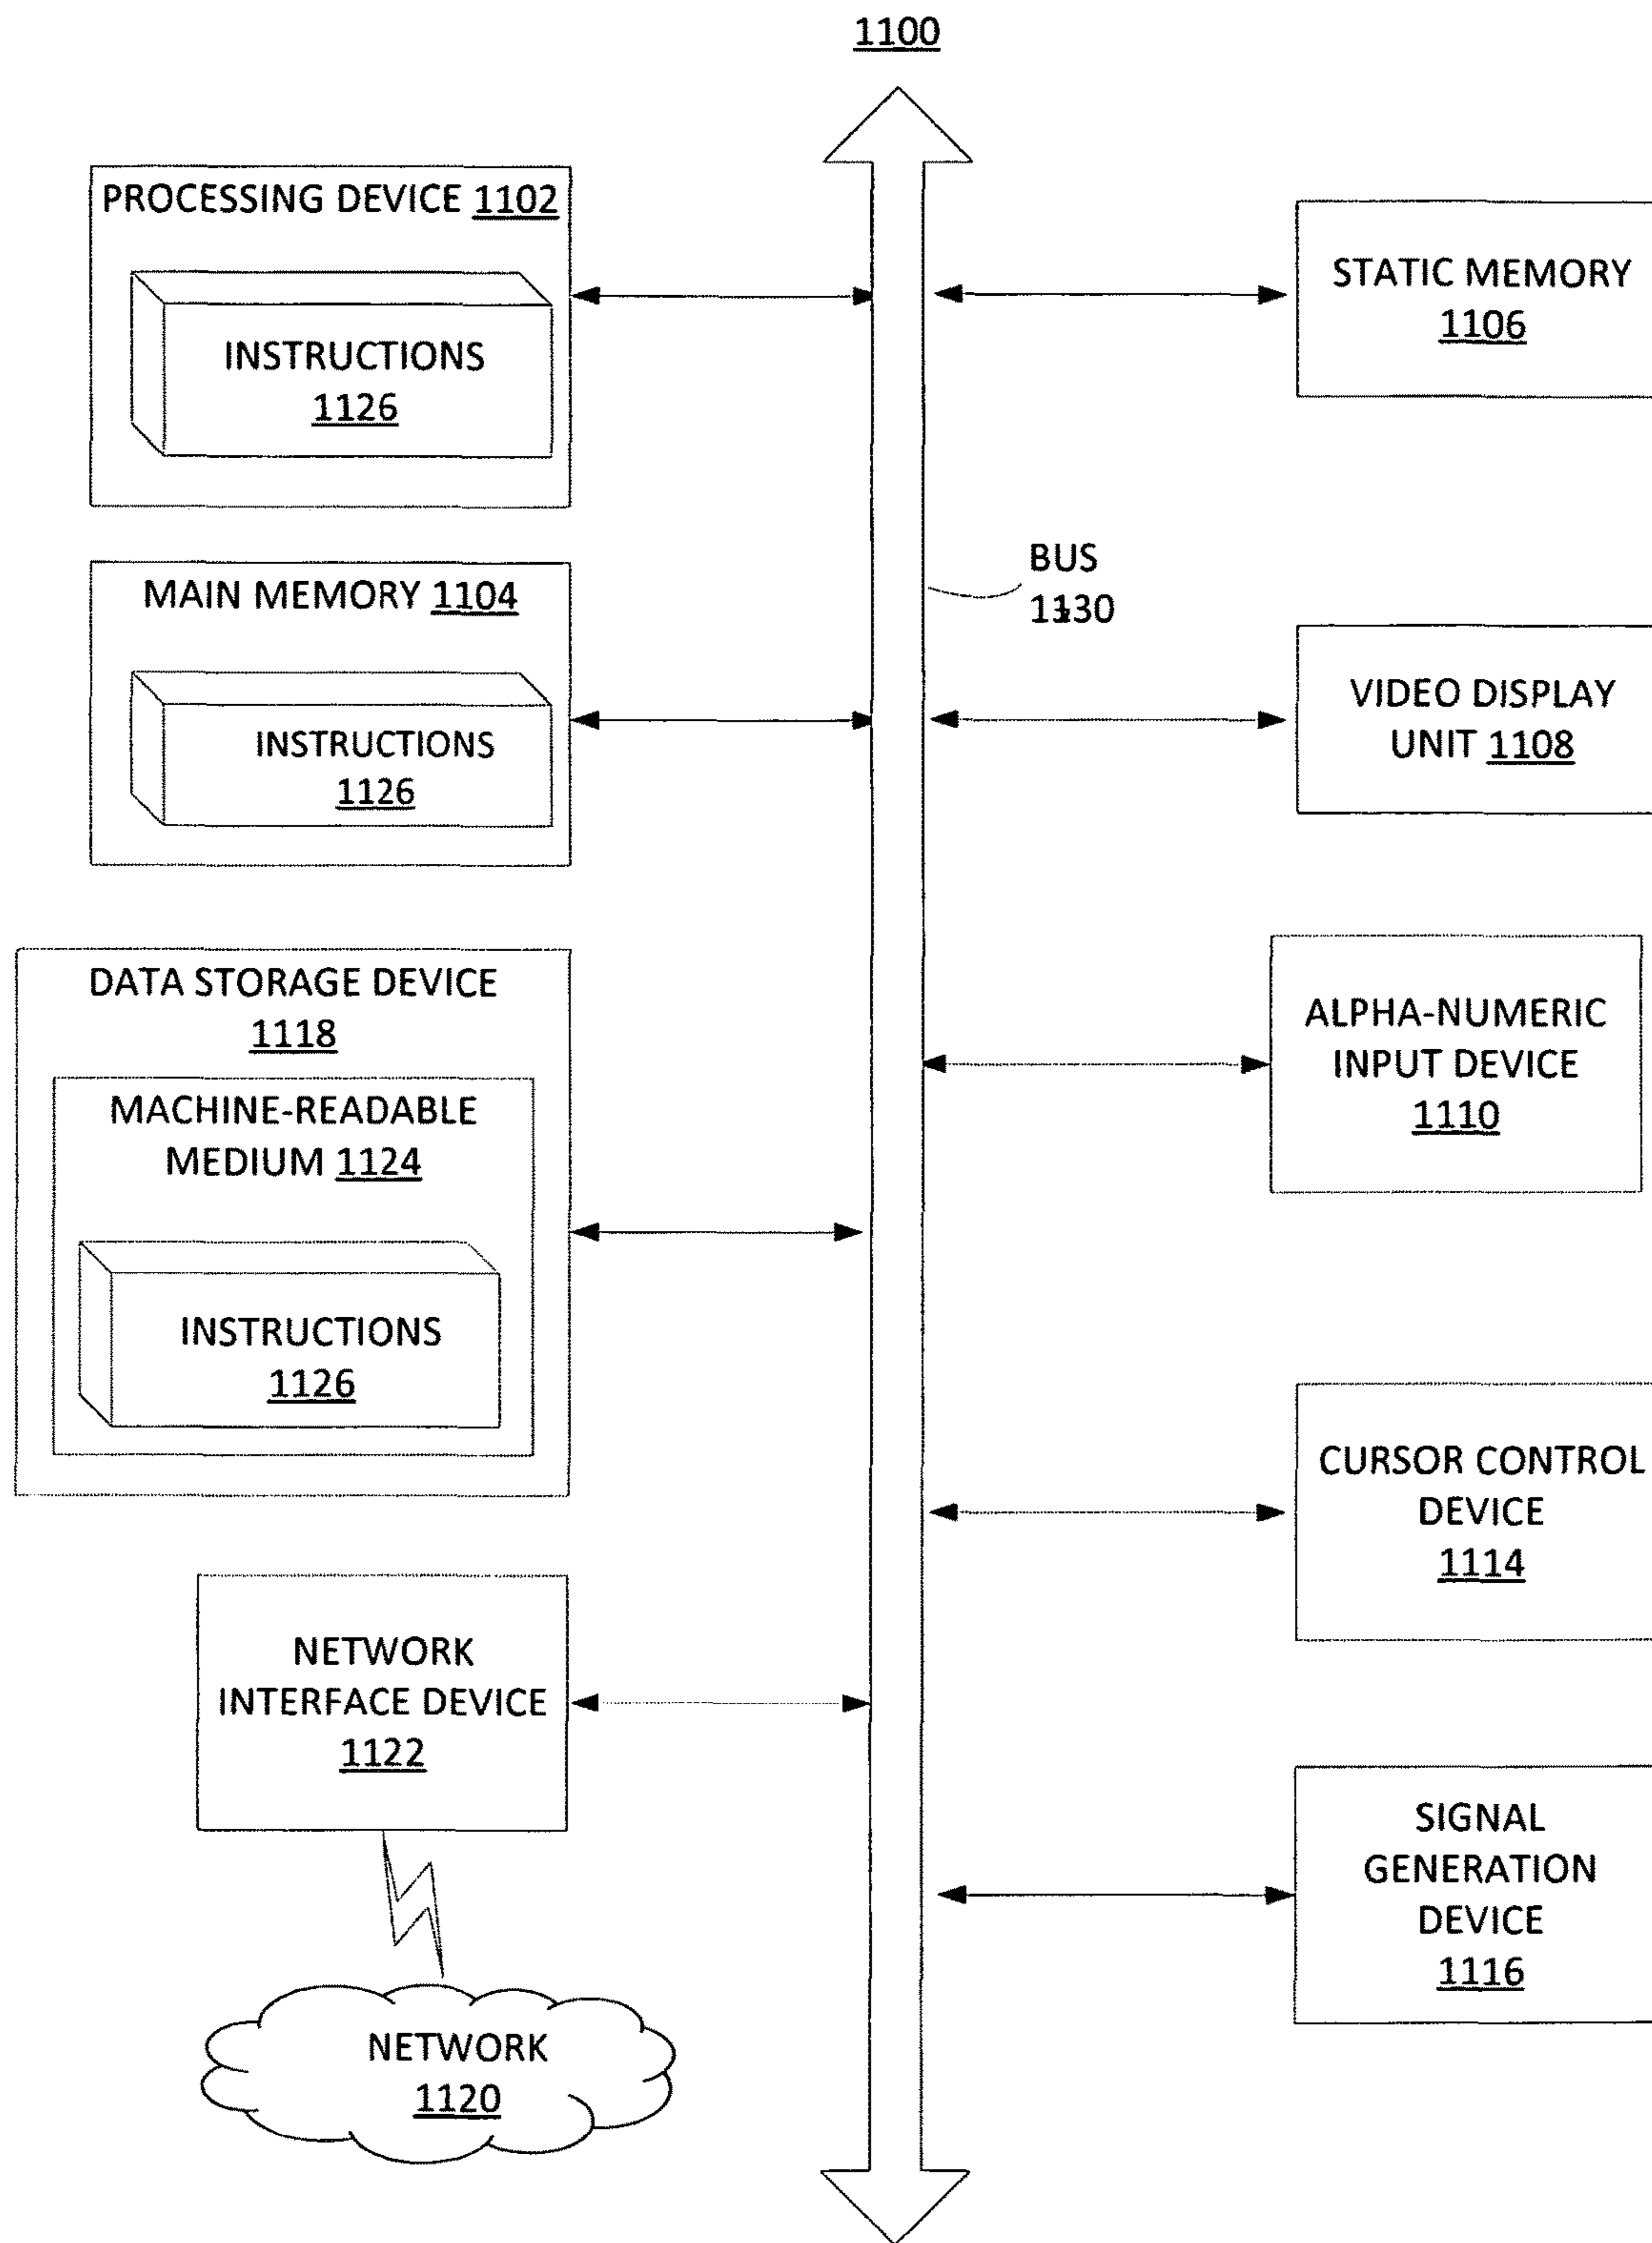 1100
PROCESSING DEVICE 1102
INSTRUCTIONS
1126
MAIN MEMORY 1104
INSTRUCTIONS
1126
DATA STORAGE DEVICE
1118
MACHINE-READABLE
MEDIUM 1124
INSTRUCTIONS
1126
NETWORK
INTERFACE DEVICE
1122
NETWORK
1120
BUS
1130
STATIC MEMORY
1106
VIDEO DISPLAY
UNIT 1108
ALPHA-NUMERIC
INPUT DEVICE
1110
CURSOR CONTROL
DEVICE
1114
SIGNAL
GENERATION
DEVICE
1116